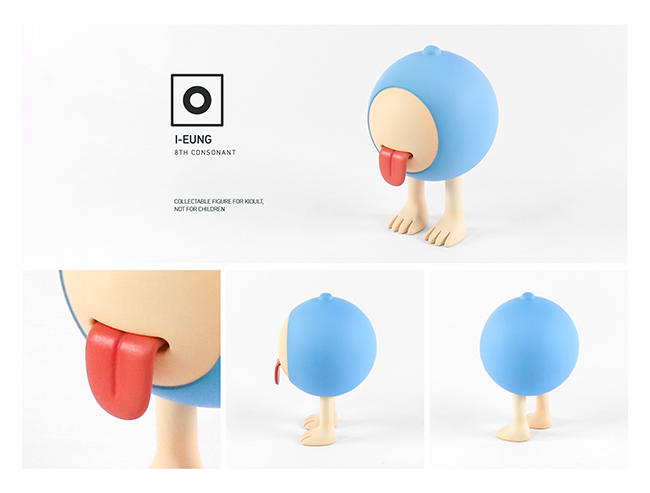 I-EUNG
8TH CONSONANT
COLLECTABLE FIGURE FOR KIDULT,
NOT FOR CHILDREN